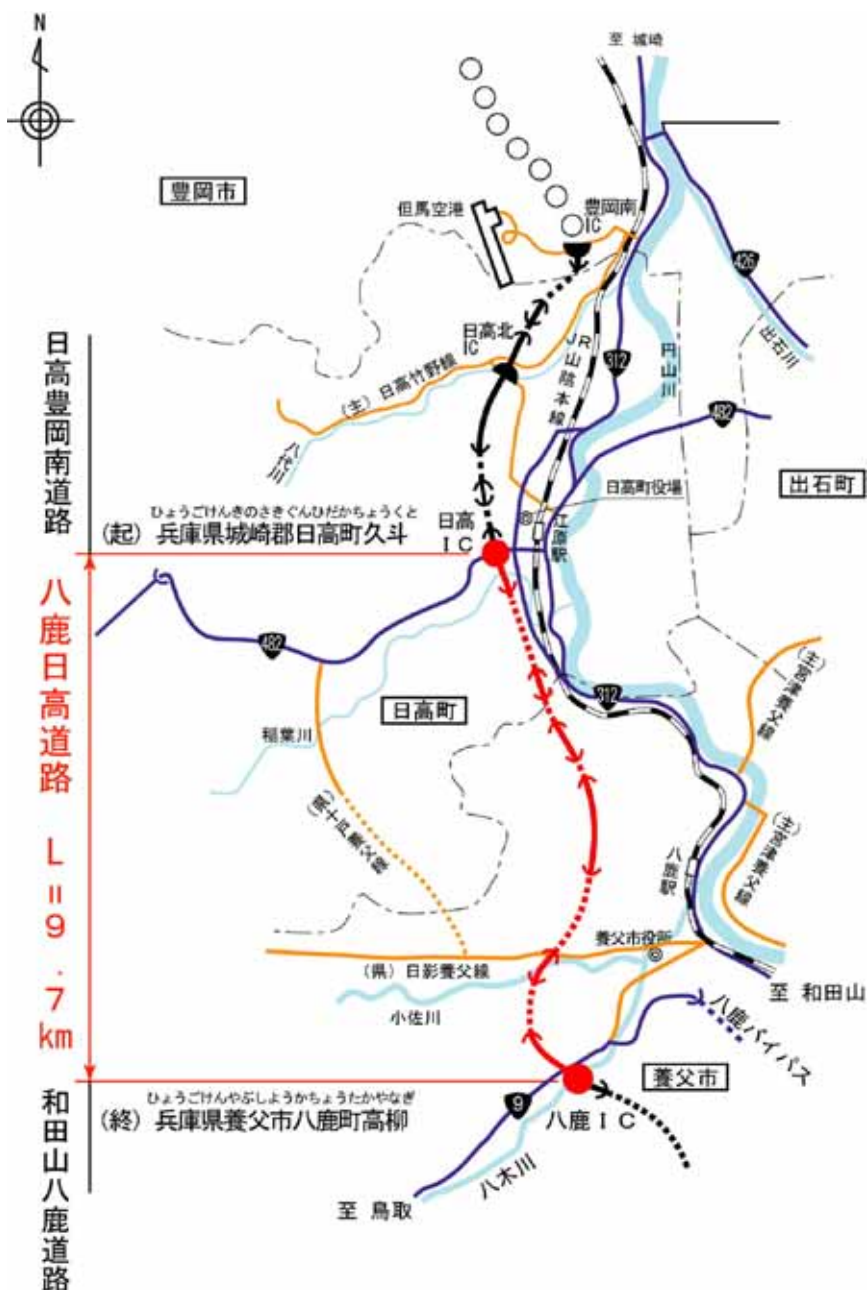 N
至 城崎
豊岡市
但馬空港
豊岡南
IC
426
出石川
日高北
IC
JR山陰本線
312
円山川
(主)日高竹野線
八代川
482
日高豊岡南道路
出石町
日高町役場
ひょうごけんきのさきぐんひだかちょうくと
(起)兵庫県城崎郡日高町久斗
日高
IC
江原駅
八鹿日高道路 L=9.7km
482
312
日高町
(主)宮津養父線
稲葉川
八鹿駅
(主)宮津養父線
養父市役所
(県)日影養父線
小佐川
至 和田山
八鹿バイパス
養父市
ひょうごけんやぶしようかちょうたかやなぎ
(終)兵庫県養父市八鹿町高柳
9
八鹿IC
八木川
至 鳥取
和田山八鹿道路